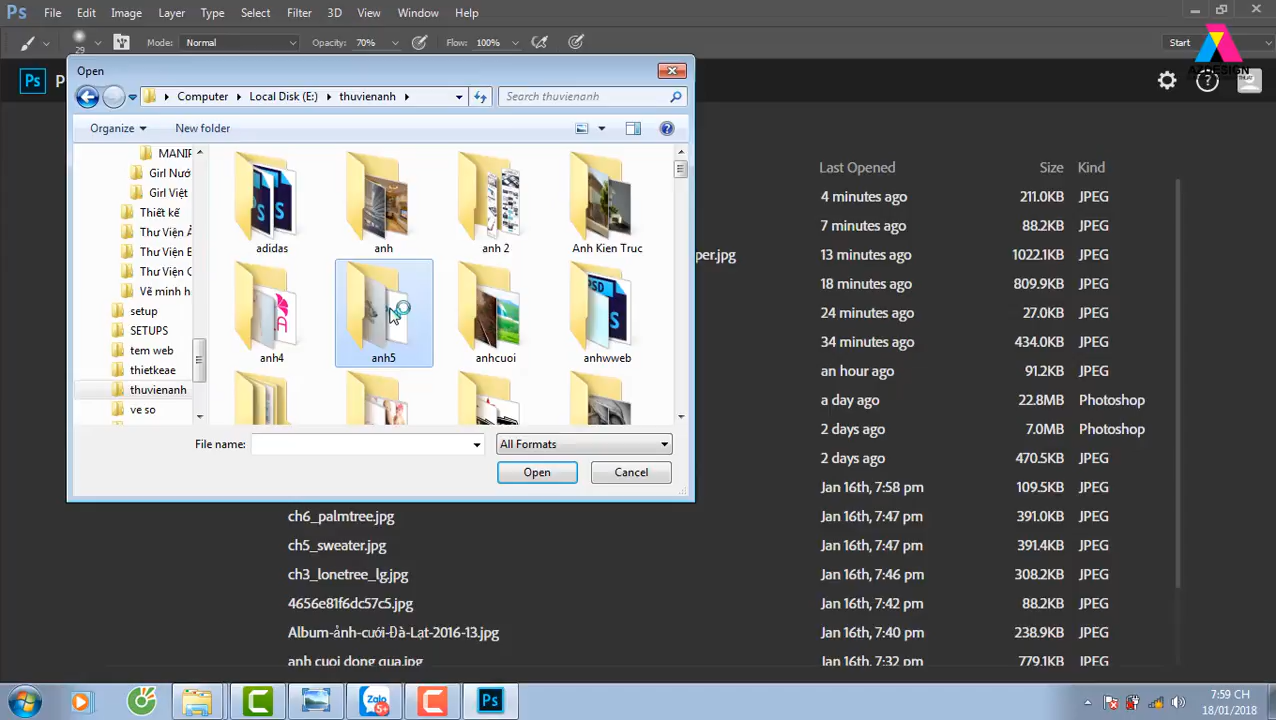 Ps File Edit Image Layer Type Select Filter 3D View Window Help
29 Mode: Normal Opacity: 70% Flow: 100% Start
AZDESIGN
Ps P
Open
Computer Local Disk (E:) thuvienanh Search thuvienanh
Organize New folder
MANIP
Girl Nướ
Girl Việt
Thiết kế
Thư Viện Ả
Thư Viện E
Thư Viện C
Vẽ minh h
setup
SETUPS
tem web
thietkeae
thuvienanh
ve so
adidas anh anh 2 Anh Kien Truc
anh4 anh5 anhcuoi anhwweb
File name: All Formats
Open Cancel
Last Opened Size Kind
4 minutes ago 211.0KB JPEG
7 minutes ago 88.2KB JPEG
per.jpg 13 minutes ago 1022.1KB JPEG
18 minutes ago 809.9KB JPEG
24 minutes ago 27.0KB JPEG
34 minutes ago 434.0KB JPEG
an hour ago 91.2KB JPEG
a day ago 22.8MB Photoshop
2 days ago 7.0MB Photoshop
2 days ago 470.5KB JPEG
Jan 16th, 7:58 pm 109.5KB JPEG
ch6_palmtree.jpg Jan 16th, 7:47 pm 391.0KB JPEG
ch5_sweater.jpg Jan 16th, 7:47 pm 391.4KB JPEG
ch3_lonetree_lg.jpg Jan 16th, 7:46 pm 308.2KB JPEG
4656e81f6dc57c5.jpg Jan 16th, 7:42 pm 88.2KB JPEG
Album-ảnh-cưới-Đà-Lạt-2016-13.jpg Jan 16th, 7:40 pm 238.9KB JPEG
anh cuoi dong qua.jpg Jan 16th, 7:32 pm 779.1KB JPEG
Zalo 5+ Ps
7:59 CH
18/01/2018